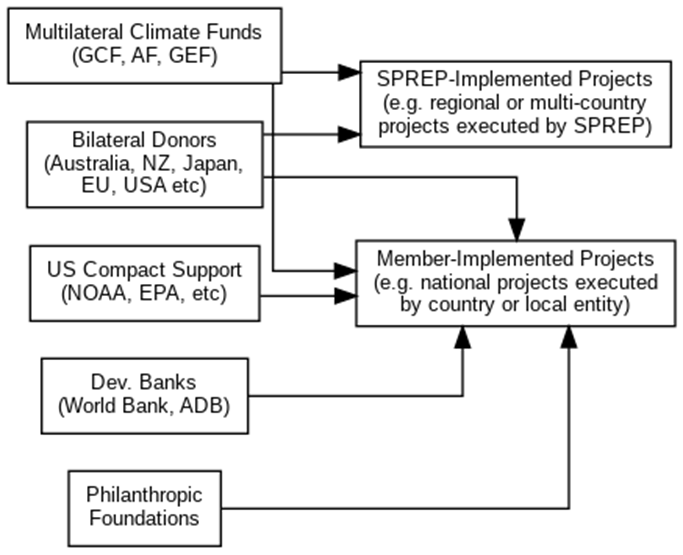 Multilateral Climate Funds
(GCF, AF, GEF)
SPREP-Implemented Projects
(e.g. regional or multi-country
projects executed by SPREP)
Bilateral Donors
(Australia, NZ, Japan,
EU, USA etc)
Member-Implemented Projects
(e.g. national projects executed
by country or local entity)
US Compact Support
(NOAA, EPA, etc)
Dev. Banks
(World Bank, ADB)
Philanthropic
Foundations